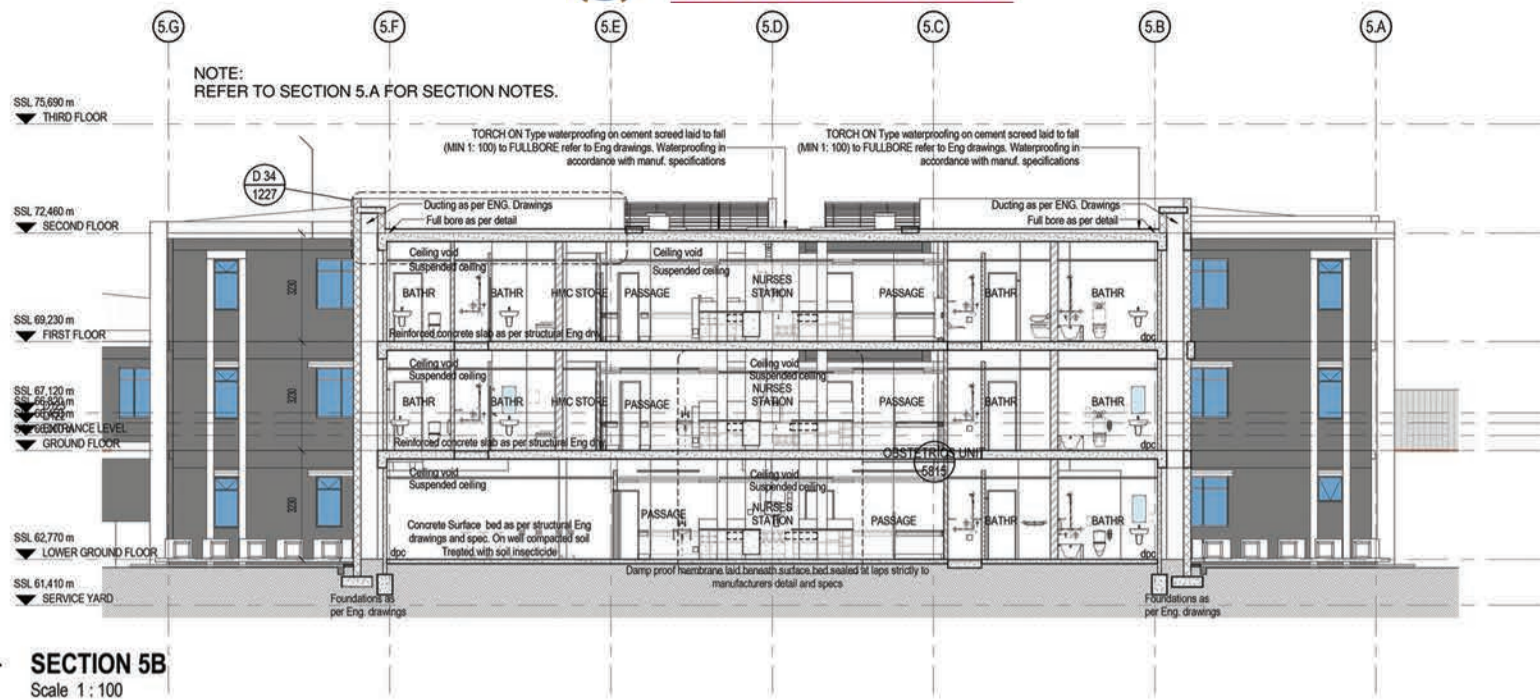 5.G 5.F 5.E 5.D 5.C 5.B 5.A
NOTE:
REFER TO SECTION 5.A FOR SECTION NOTES.
SSL 75,690 m
THIRD FLOOR
TORCH ON Type waterproofing on cement screed laid to fall
(MIN 1: 100) to FULLBORE refer to Eng drawings. Waterproofing in
accordance with manuf. specifications
TORCH ON Type waterproofing on cement screed laid to fall
(MIN 1: 100) to FULLBORE refer to Eng drawings. Waterproofing in
accordance with manuf. specifications
D 34
1227
SSL 72,460 m
SECOND FLOOR
Ducting as per ENG. Drawings
Full bore as per detail
Ducting as per ENG. Drawings
Full bore as per detail
Ceiling void
Suspended ceiling
Ceiling void
Suspended ceiling
3230
BATHR BATHR HMC STORE PASSAGE
NURSES
STATION
PASSAGE BATHR BATHR
SSL 69,230 m
FIRST FLOOR
Reinforced concrete slab as per structural Eng drw
dpc
Ceiling void
Suspended ceiling
Ceiling void
Suspended ceiling
3230
BATHR BATHR HMC STORE PASSAGE
NURSES
STATION
PASSAGE BATHR BATHR
SSL 67,120 m
ENTRANCE LEVEL
GROUND FLOOR
Reinforced concrete slab as per structural Eng drw
dpc
OBSTETRICS UNIT
5815
Ceiling void
Suspended ceiling
Ceiling void
Suspended ceiling
3230
PASSAGE
NURSES
STATION
PASSAGE BATHR BATHR
Concrete Surface bed as per structural Eng
drawings and spec. On well compacted soil
Treated with soil insecticide
SSL 62,770 m
LOWER GROUND FLOOR
dpc
dpc
Damp proof membrane laid beneath surface bed sealed at laps strictly to
manufacturers detail and specs
SSL 61,410 m
SERVICE YARD
Foundations as
per Eng. drawings
Foundations as
per Eng. drawings
SECTION 5B
Scale 1 : 100